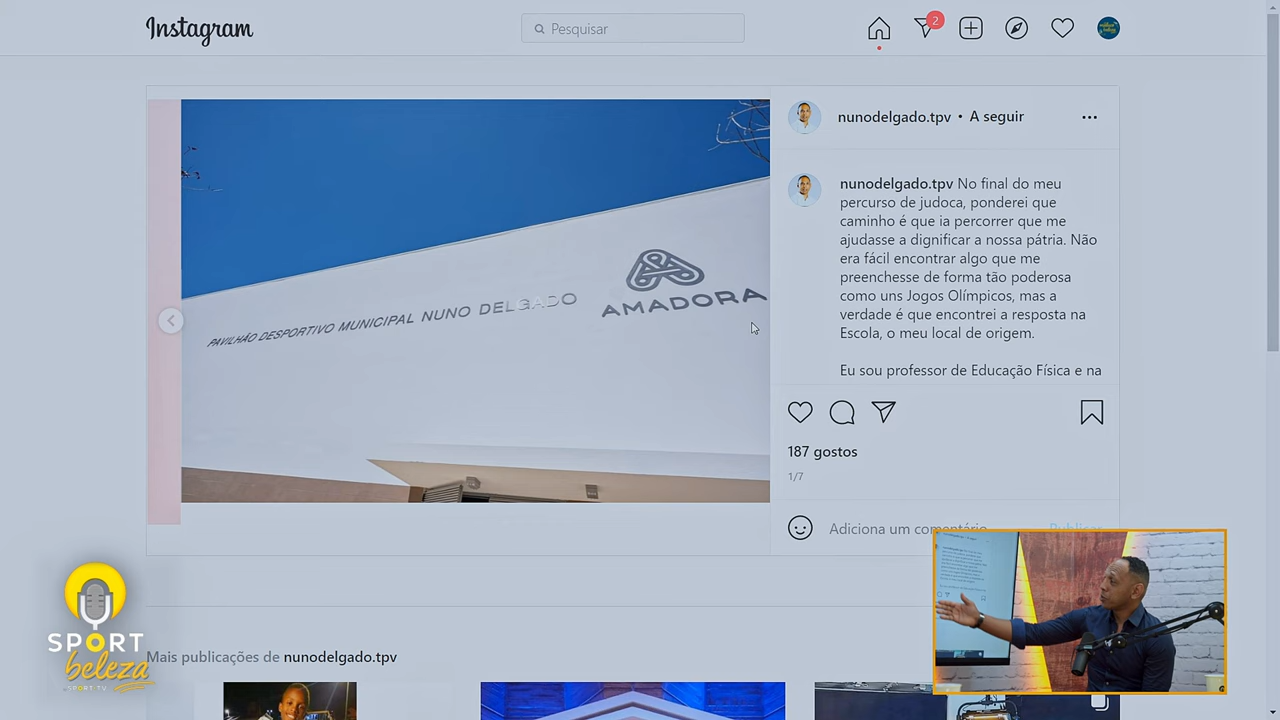 Instagram
Pesquisar
2
PAVILHÃO DESPORTIVO MUNICIPAL NUNO DELGADO
AMADORA
nunodelgado.tpv • A seguir
nunodelgado.tpv No final do meu
percurso de judoca, ponderei que
caminho é que ia percorrer que me
ajudasse a dignificar a nossa pátria. Não
era fácil encontrar algo que me
preenchesse de forma tão poderosa
como uns Jogos Olímpicos, mas a
verdade é que encontrei a resposta na
Escola, o meu local de origem.
Eu sou professor de Educação Física e na
187 gostos
1/7
Adiciona um comentário...
Publicar
SPORT
beleza
SPORT TV
Mais publicações de nunodelgado.tpv